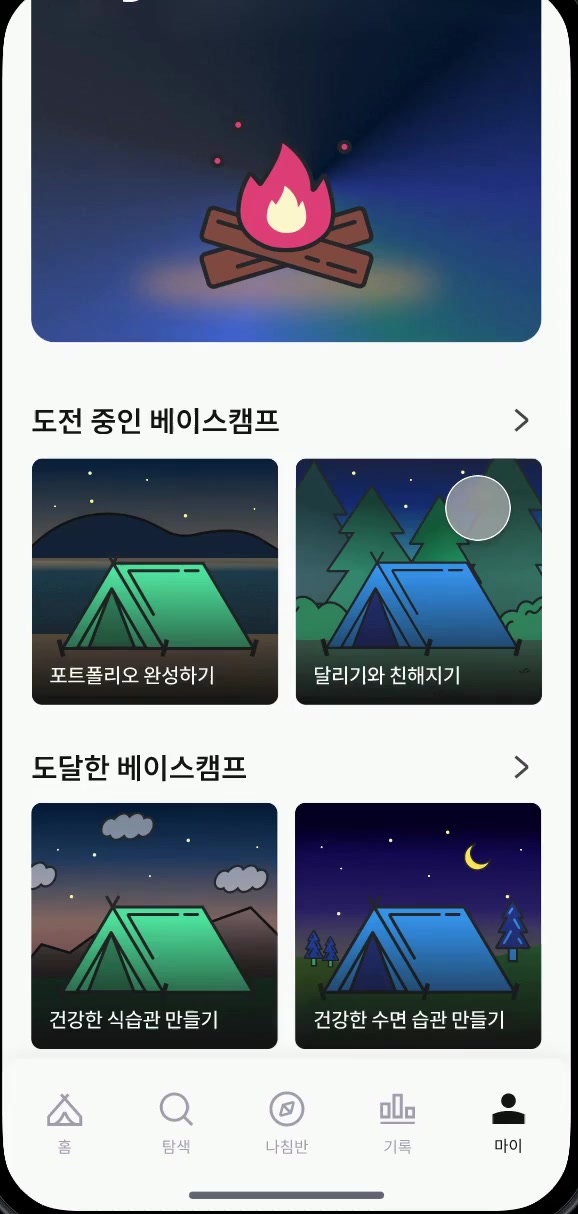 도전 중인 베이스캠프
포트폴리오 완성하기
달리기와 친해지기
도달한 베이스캠프
건강한 식습관 만들기
건강한 수면 습관 만들기
홈
탐색
나침반
기록
마이